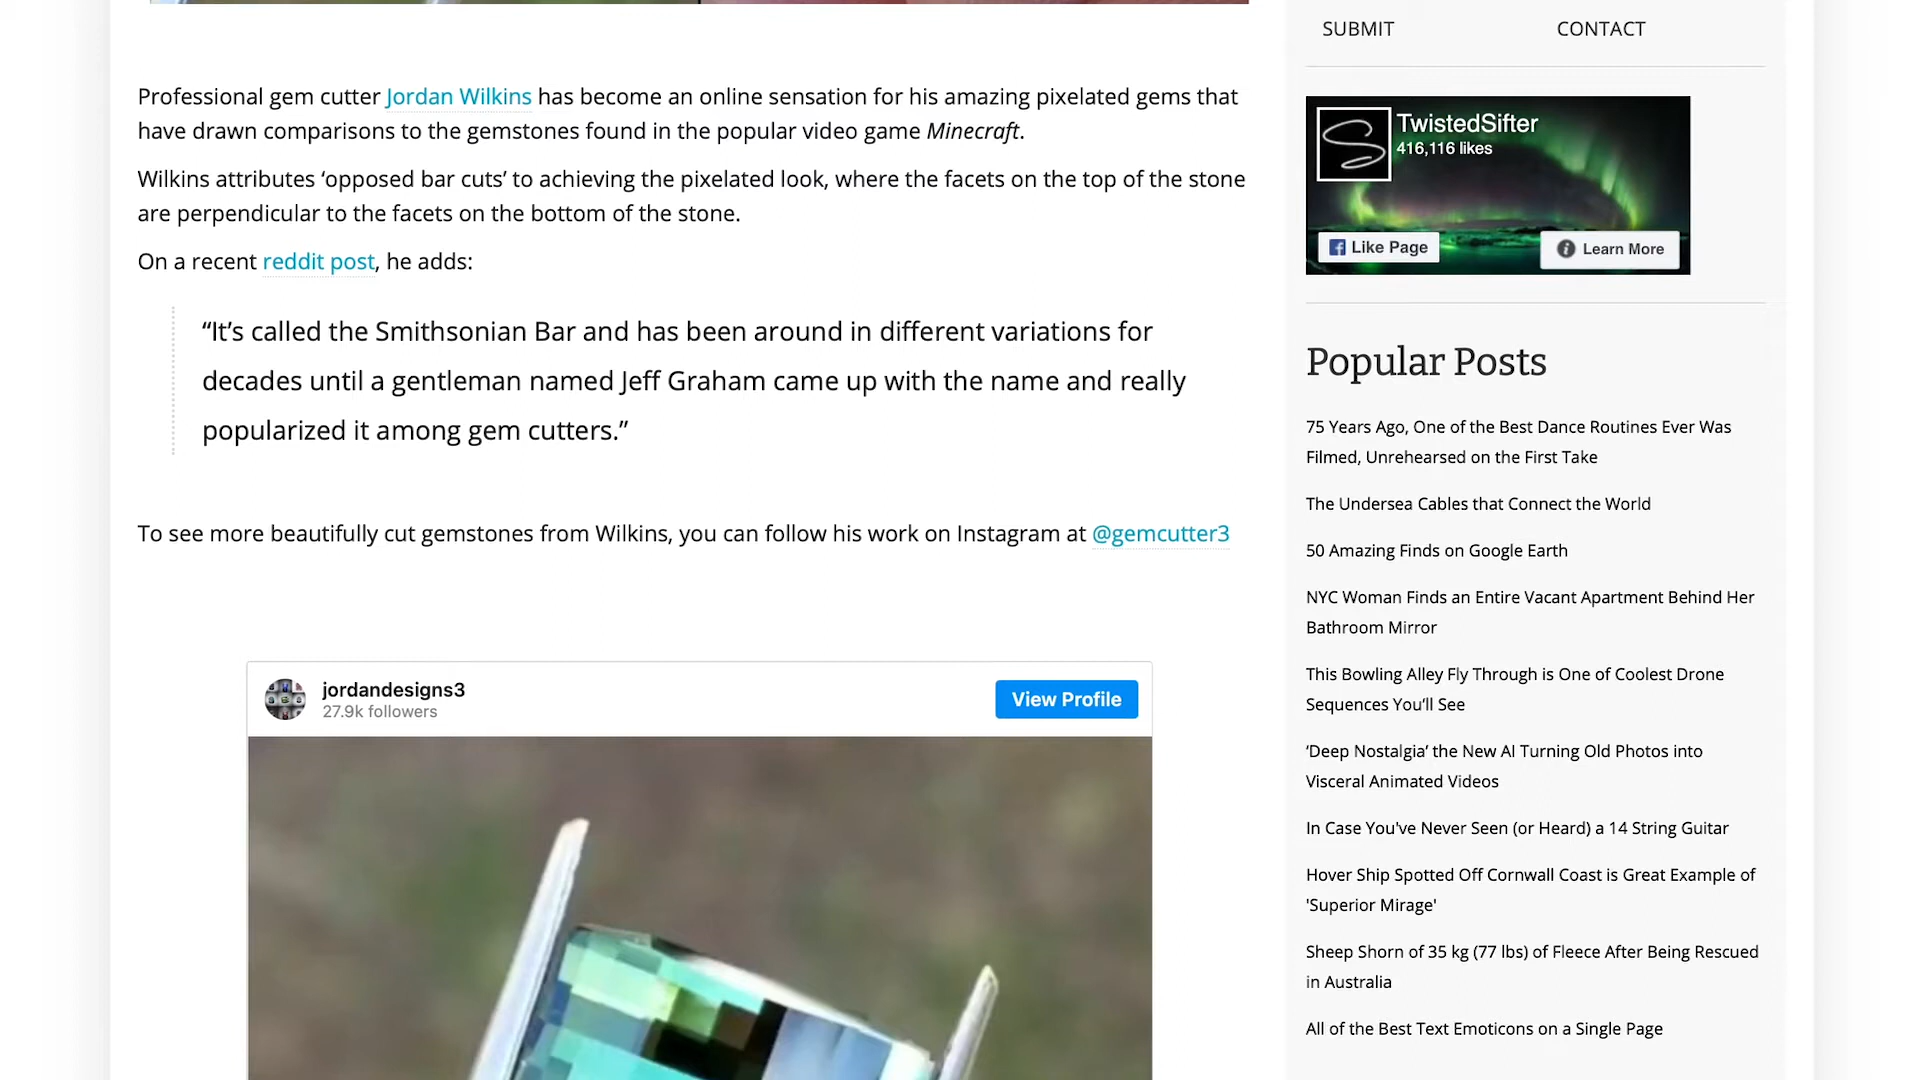 SUBMIT
CONTACT
Professional gem cutter Jordan Wilkins has become an online sensation for his amazing pixelated gems that
have drawn comparisons to the gemstones found in the popular video game Minecraft.
Wilkins attributes ‘opposed bar cuts’ to achieving the pixelated look, where the facets on the top of the stone
are perpendicular to the facets on the bottom of the stone.
On a recent reddit post, he adds:
“It’s called the Smithsonian Bar and has been around in different variations for
decades until a gentleman named Jeff Graham came up with the name and really
popularized it among gem cutters.”
To see more beautifully cut gemstones from Wilkins, you can follow his work on Instagram at @gemcutter3
jordandesigns3
27.9k followers
View Profile
TwistedSifter
416,116 likes
Like Page
Learn More
Popular Posts
75 Years Ago, One of the Best Dance Routines Ever Was
Filmed, Unrehearsed on the First Take
The Undersea Cables that Connect the World
50 Amazing Finds on Google Earth
NYC Woman Finds an Entire Vacant Apartment Behind Her
Bathroom Mirror
This Bowling Alley Fly Through is One of Coolest Drone
Sequences You’ll See
‘Deep Nostalgia’ the New AI Turning Old Photos into
Visceral Animated Videos
In Case You've Never Seen (or Heard) a 14 String Guitar
Hover Ship Spotted Off Cornwall Coast is Great Example of
'Superior Mirage'
Sheep Shorn of 35 kg (77 lbs) of Fleece After Being Rescued
in Australia
All of the Best Text Emoticons on a Single Page